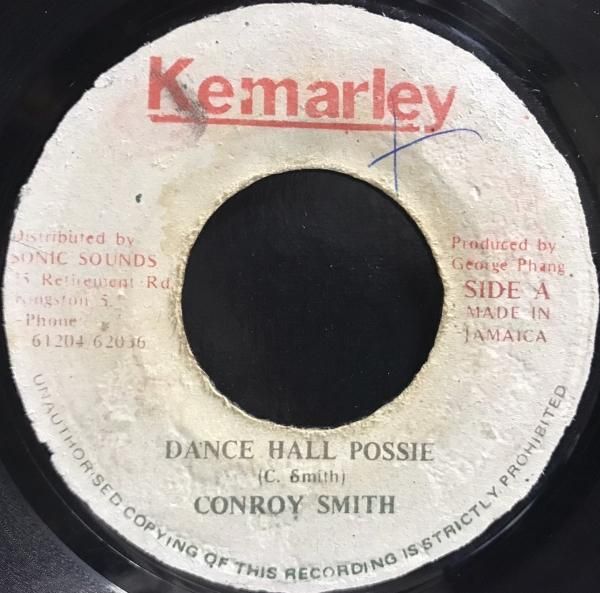 Kemarley
Distributed by
SONIC SOUNDS
Retirement Rd.
Kingston 5.
-Phone
61204 62036
Produced by
George Phang
SIDE A
MADE IN
JAMAICA
DANCE HALL POSSIE
(C. Smith)
CONROY SMITH
UNAUTHORISED COPYING OF THIS RECORDING IS STRICTLY PROHIBITED